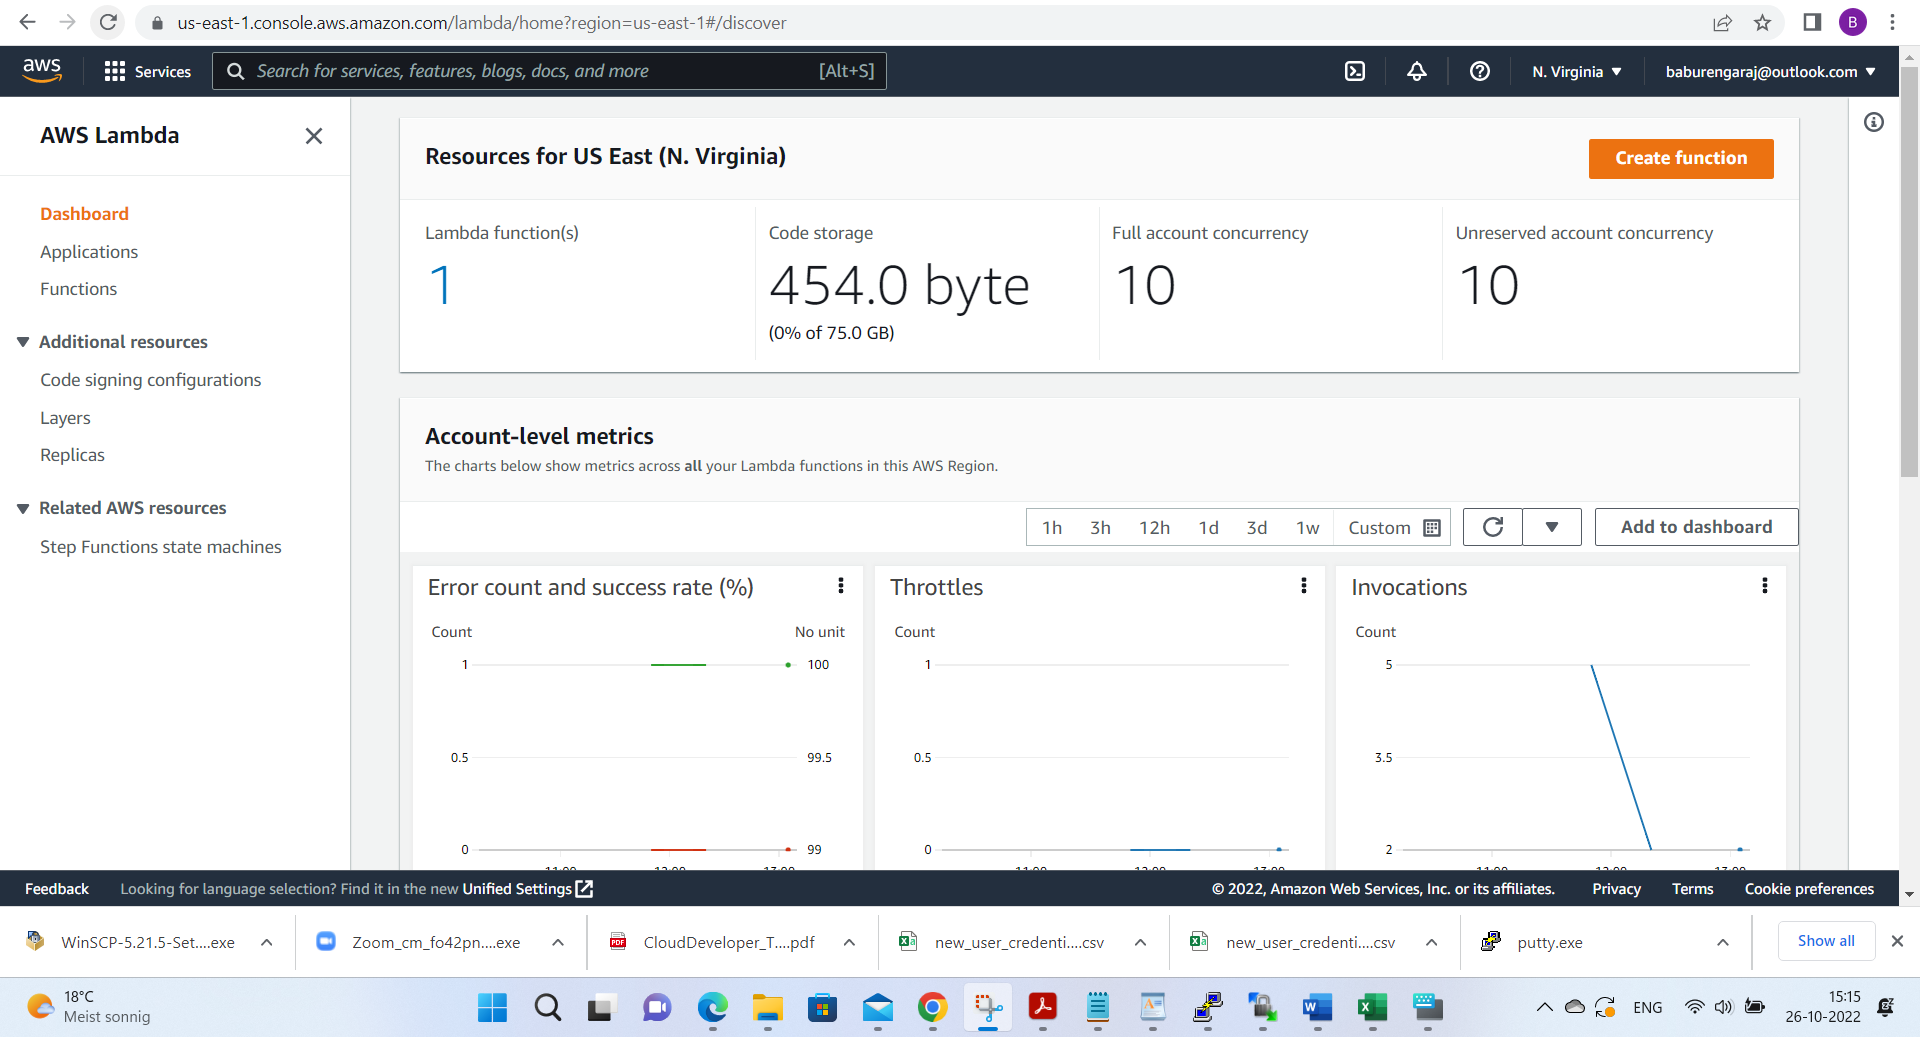 us-east-1.console.aws.amazon.com/lambda/home?region=us-east-1#/discover
B
aws
Services
Search for services, features, blogs, docs, and more
[Alt+S]
N. Virginia
baburengaraj@outlook.com
AWS Lambda
Dashboard
Applications
Functions
Additional resources
Code signing configurations
Layers
Replicas
Related AWS resources
Step Functions state machines
Resources for US East (N. Virginia)
Create function
Lambda function(s)
1
Code storage
454.0 byte
(0% of 75.0 GB)
Full account concurrency
10
Unreserved account concurrency
10
Account-level metrics
The charts below show metrics across all your Lambda functions in this AWS Region.
1h 3h 12h 1d 3d 1w Custom
Add to dashboard
Error count and success rate (%)
Count No unit
1 100
0.5 99.5
0 99
Throttles
Count
1
0.5
0
Invocations
Count
5
3.5
2
Feedback
Looking for language selection? Find it in the new Unified Settings
© 2022, Amazon Web Services, Inc. or its affiliates.
Privacy
Terms
Cookie preferences
WinSCP-5.21.5-Set....exe
Zoom_cm_fo42pn....exe
PDF
CloudDeveloper_T....pdf
new_user_credenti....csv
new_user_credenti....csv
putty.exe
Show all
18°C
Meist sonnig
ENG
15:15
26-10-2022